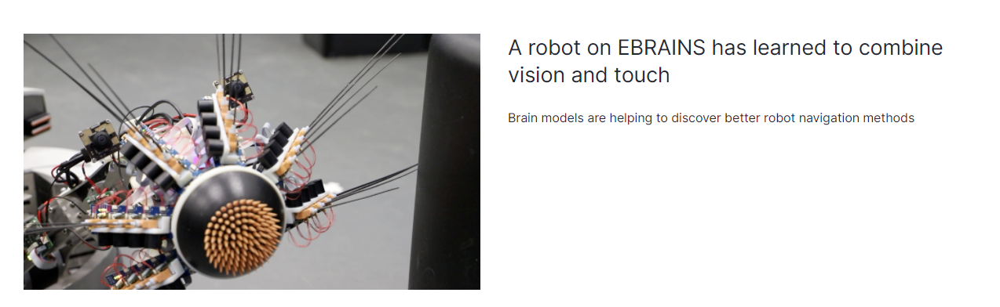 A robot on EBRAINS has learned to combine
vision and touch
Brain models are helping to discover better robot navigation methods